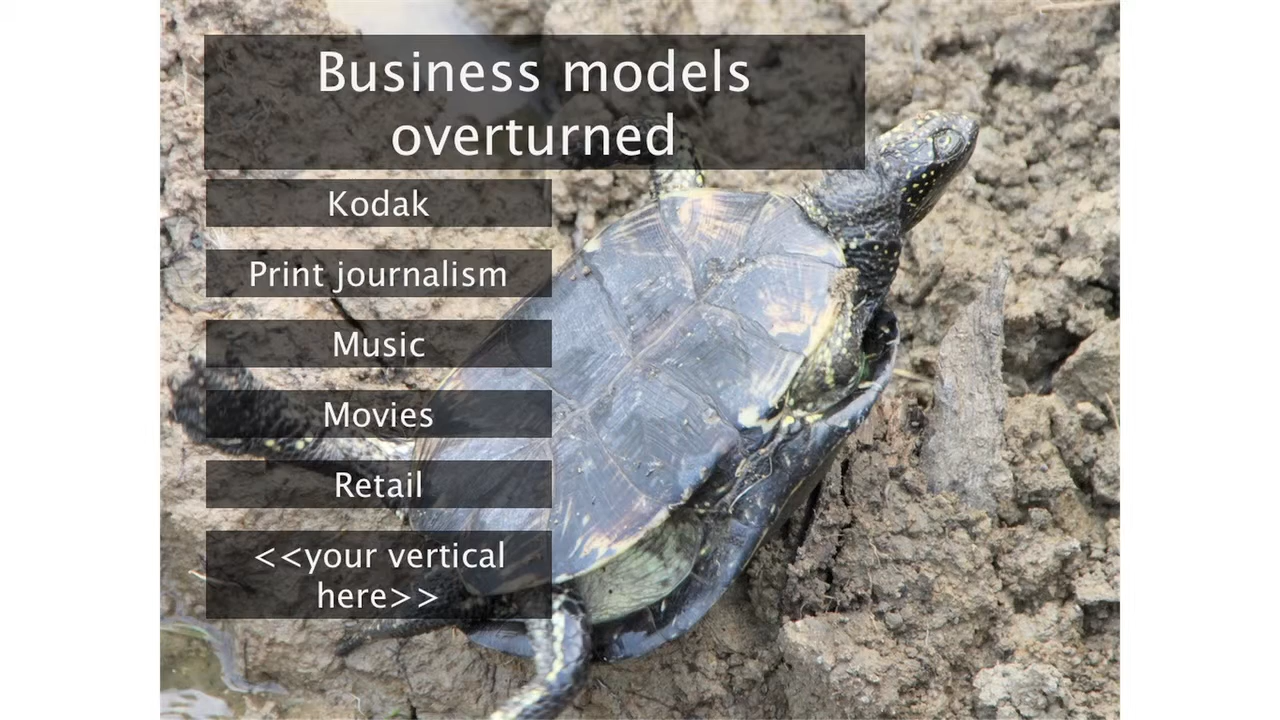 Business models
overturned
Kodak
Print journalism
Music
Movies
Retail
<<your vertical
here>>